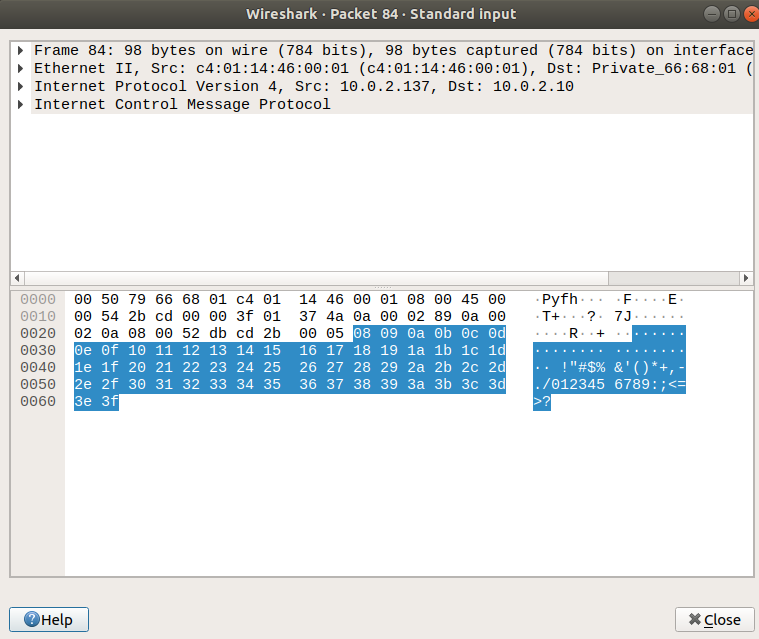 Wireshark · Packet 84 · Standard input
Frame 84: 98 bytes on wire (784 bits), 98 bytes captured (784 bits) on interface
Ethernet II, Src: c4:01:14:46:00:01 (c4:01:14:46:00:01), Dst: Private_66:68:01 (
Internet Protocol Version 4, Src: 10.0.2.137, Dst: 10.0.2.10
Internet Control Message Protocol
0000 00 50 79 66 68 01 c4 01 14 46 00 01 08 00 45 00 ·Pyfh··· ·F····E·
0010 00 54 2b cd 00 00 3f 01 37 4a 0a 00 02 89 0a 00 ·T+···?· 7J······
0020 02 0a 08 00 52 db cd 2b 00 05 08 09 0a 0b 0c 0d ····R··+ ········
0030 0e 0f 10 11 12 13 14 15 16 17 18 19 1a 1b 1c 1d ········ ········
0040 1e 1f 20 21 22 23 24 25 26 27 28 29 2a 2b 2c 2d ·· !"#$% &'()*+,-
0050 2e 2f 30 31 32 33 34 35 36 37 38 39 3a 3b 3c 3d ./012345 6789:;<=
0060 3e 3f >?
Help
Close